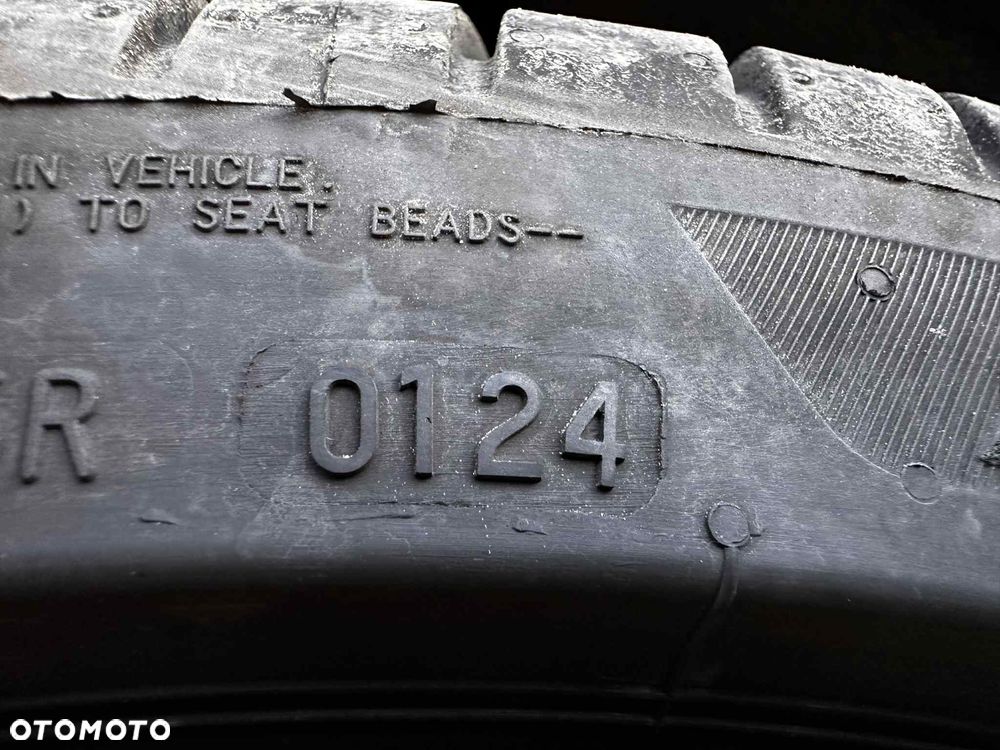 IN VEHICLE.
) TO SEAT BEADS--
R 0124
OTOMOTO